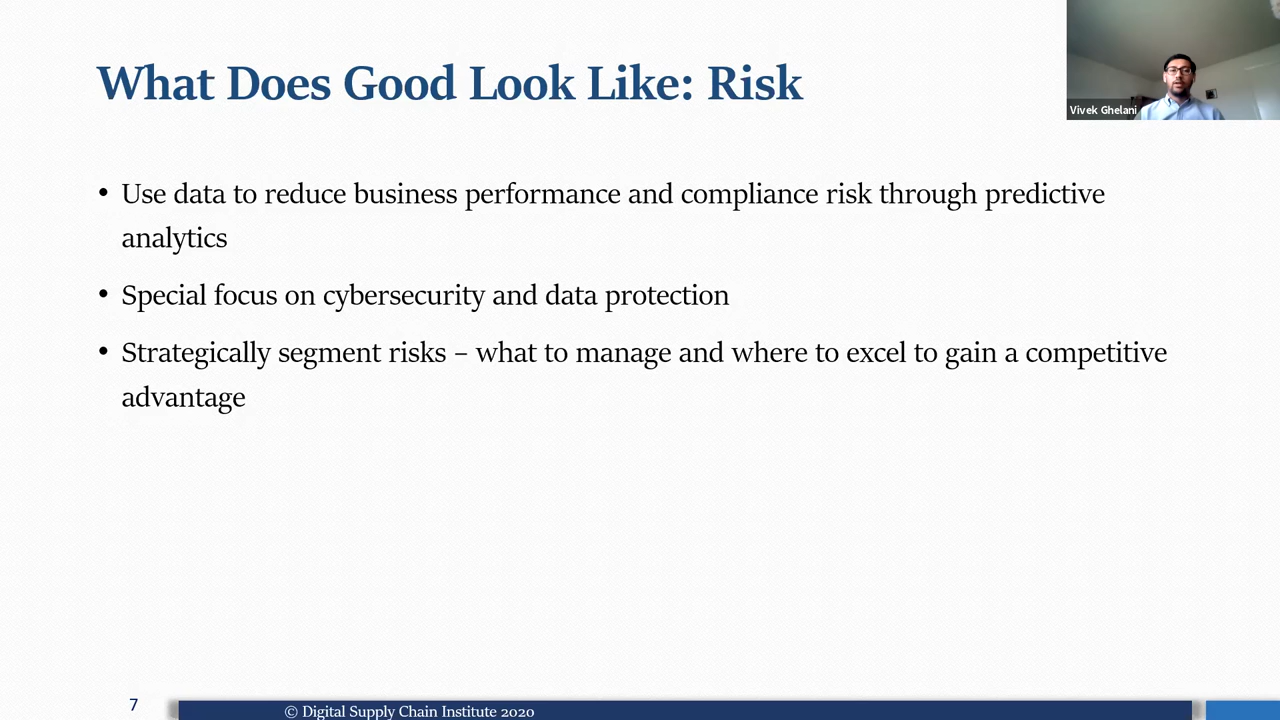 What Does Good Look Like: Risk
Vivek Ghelani
• Use data to reduce business performance and compliance risk through predictive
analytics
• Special focus on cybersecurity and data protection
• Strategically segment risks – what to manage and where to excel to gain a competitive
advantage
7
© Digital Supply Chain Institute 2020